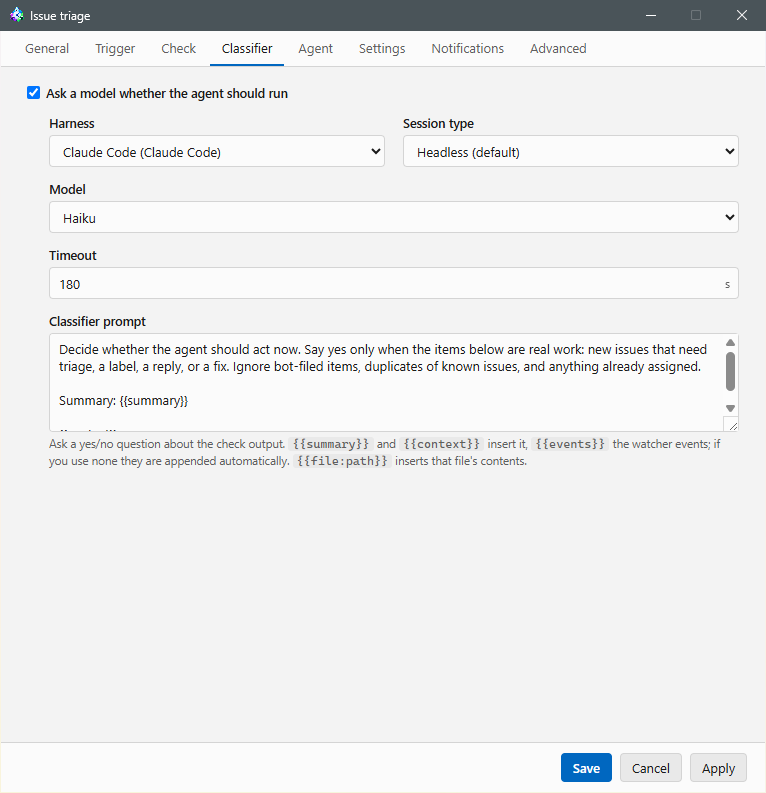 Issue triage
General Trigger Check Classifier Agent Settings Notifications Advanced
Ask a model whether the agent should run
Harness Session type
Claude Code (Claude Code) Headless (default)
Model
Haiku
Timeout
180 s
Classifier prompt
Decide whether the agent should act now. Say yes only when the items below are real work: new issues that need
triage, a label, a reply, or a fix. Ignore bot-filed items, duplicates of known issues, and anything already assigned.
Summary: {{summary}}
Ask a yes/no question about the check output. {{summary}} and {{context}} insert it, {{events}} the watcher events; if
you use none they are appended automatically. {{file:path}} inserts that file's contents.
Save Cancel Apply